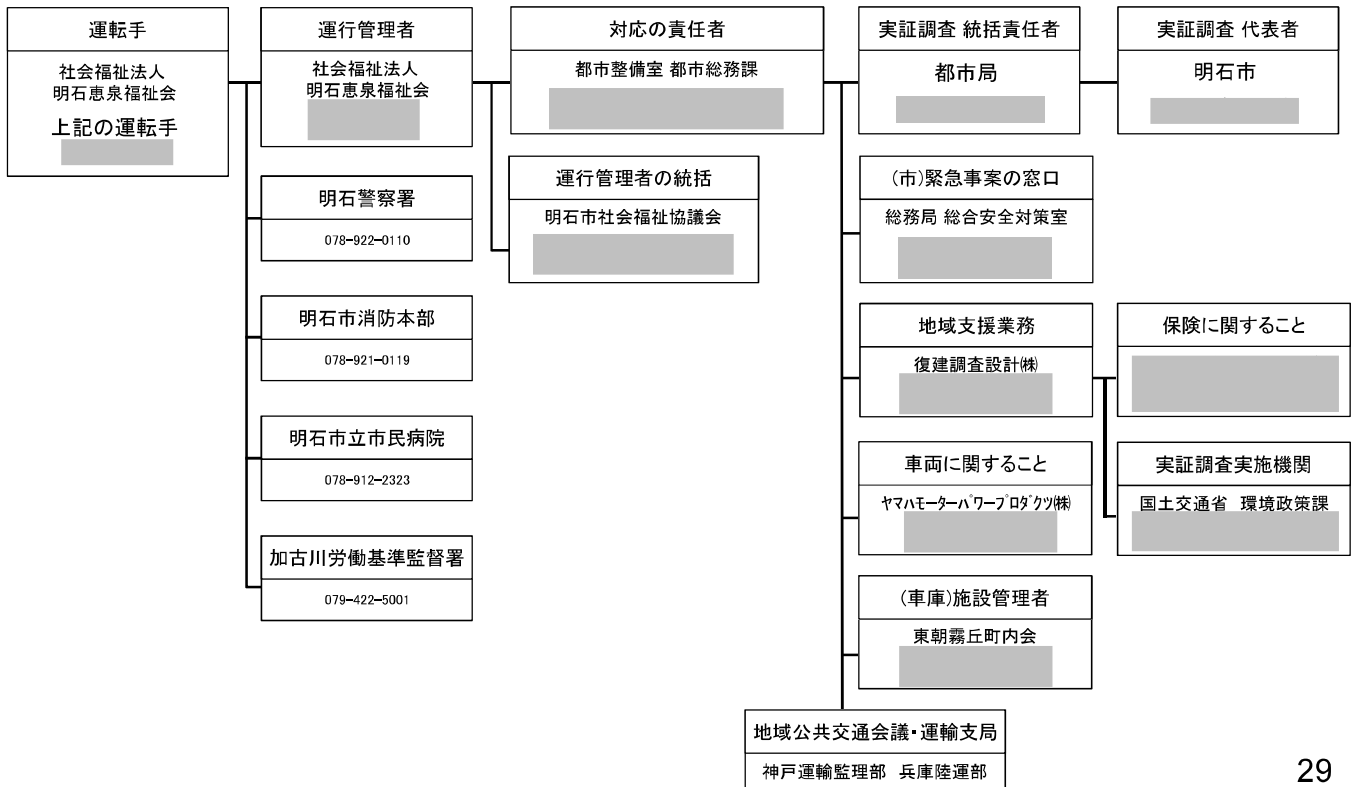 運転手
社会福祉法人
明石恵泉福祉会
上記の運転手
運行管理者
社会福祉法人
明石恵泉福祉会
明石警察署
078-922-0110
明石市消防本部
078-921-0119
明石市立市民病院
078-912-2323
加古川労働基準監督署
079-422-5001
対応の責任者
都市整備室 都市総務課
運行管理者の統括
明石市社会福祉協議会
実証調査 統括責任者
都市局
(市)緊急事案の窓口
総務局 総合安全対策室
地域支援業務
復建調査設計㈱
車両に関すること
ヤマハモーターパワープロダクツ㈱
(車庫)施設管理者
東朝霧丘町内会
地域公共交通会議・運輸支局
神戸運輸監理部 兵庫陸運部
実証調査 代表者
明石市
保険に関すること
実証調査実施機関
国土交通省 環境政策課
29